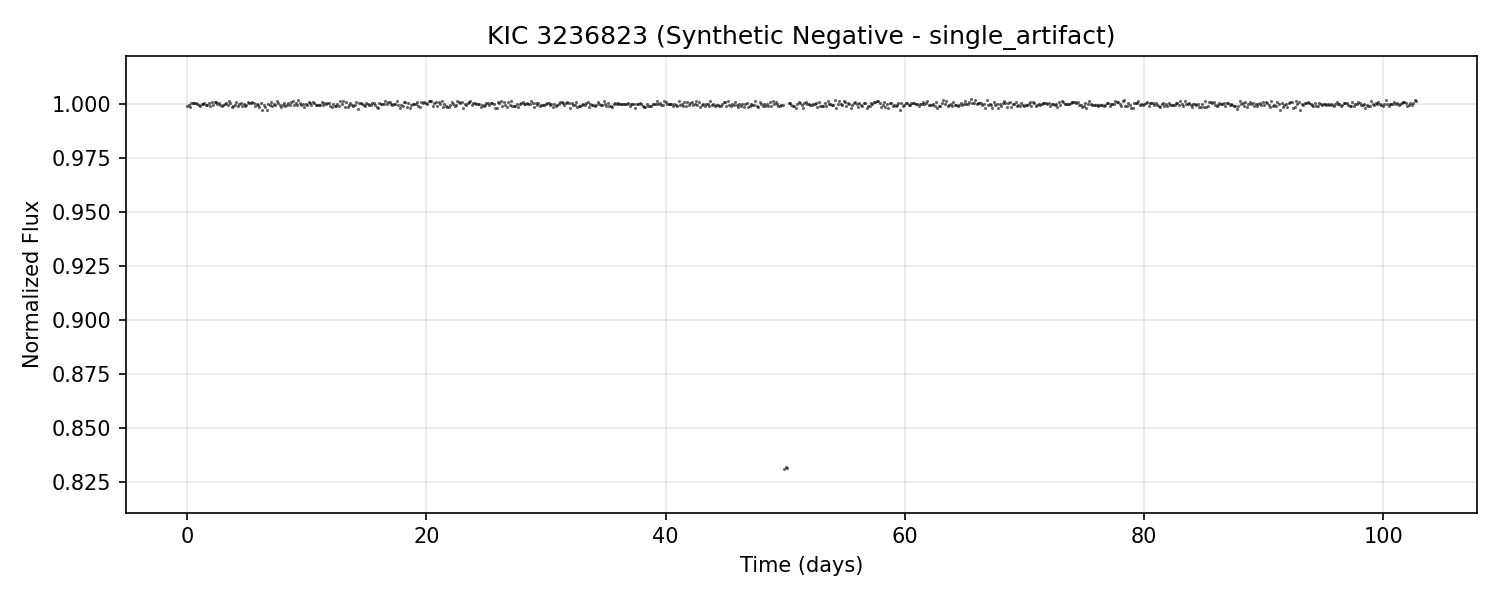 KIC 3236823 (Synthetic Negative - single_artifact)
Normalized Flux
1.000
0.975
0.950
0.925
0.900
0.875
0.850
0.825
0 20 40 60 80 100
Time (days)